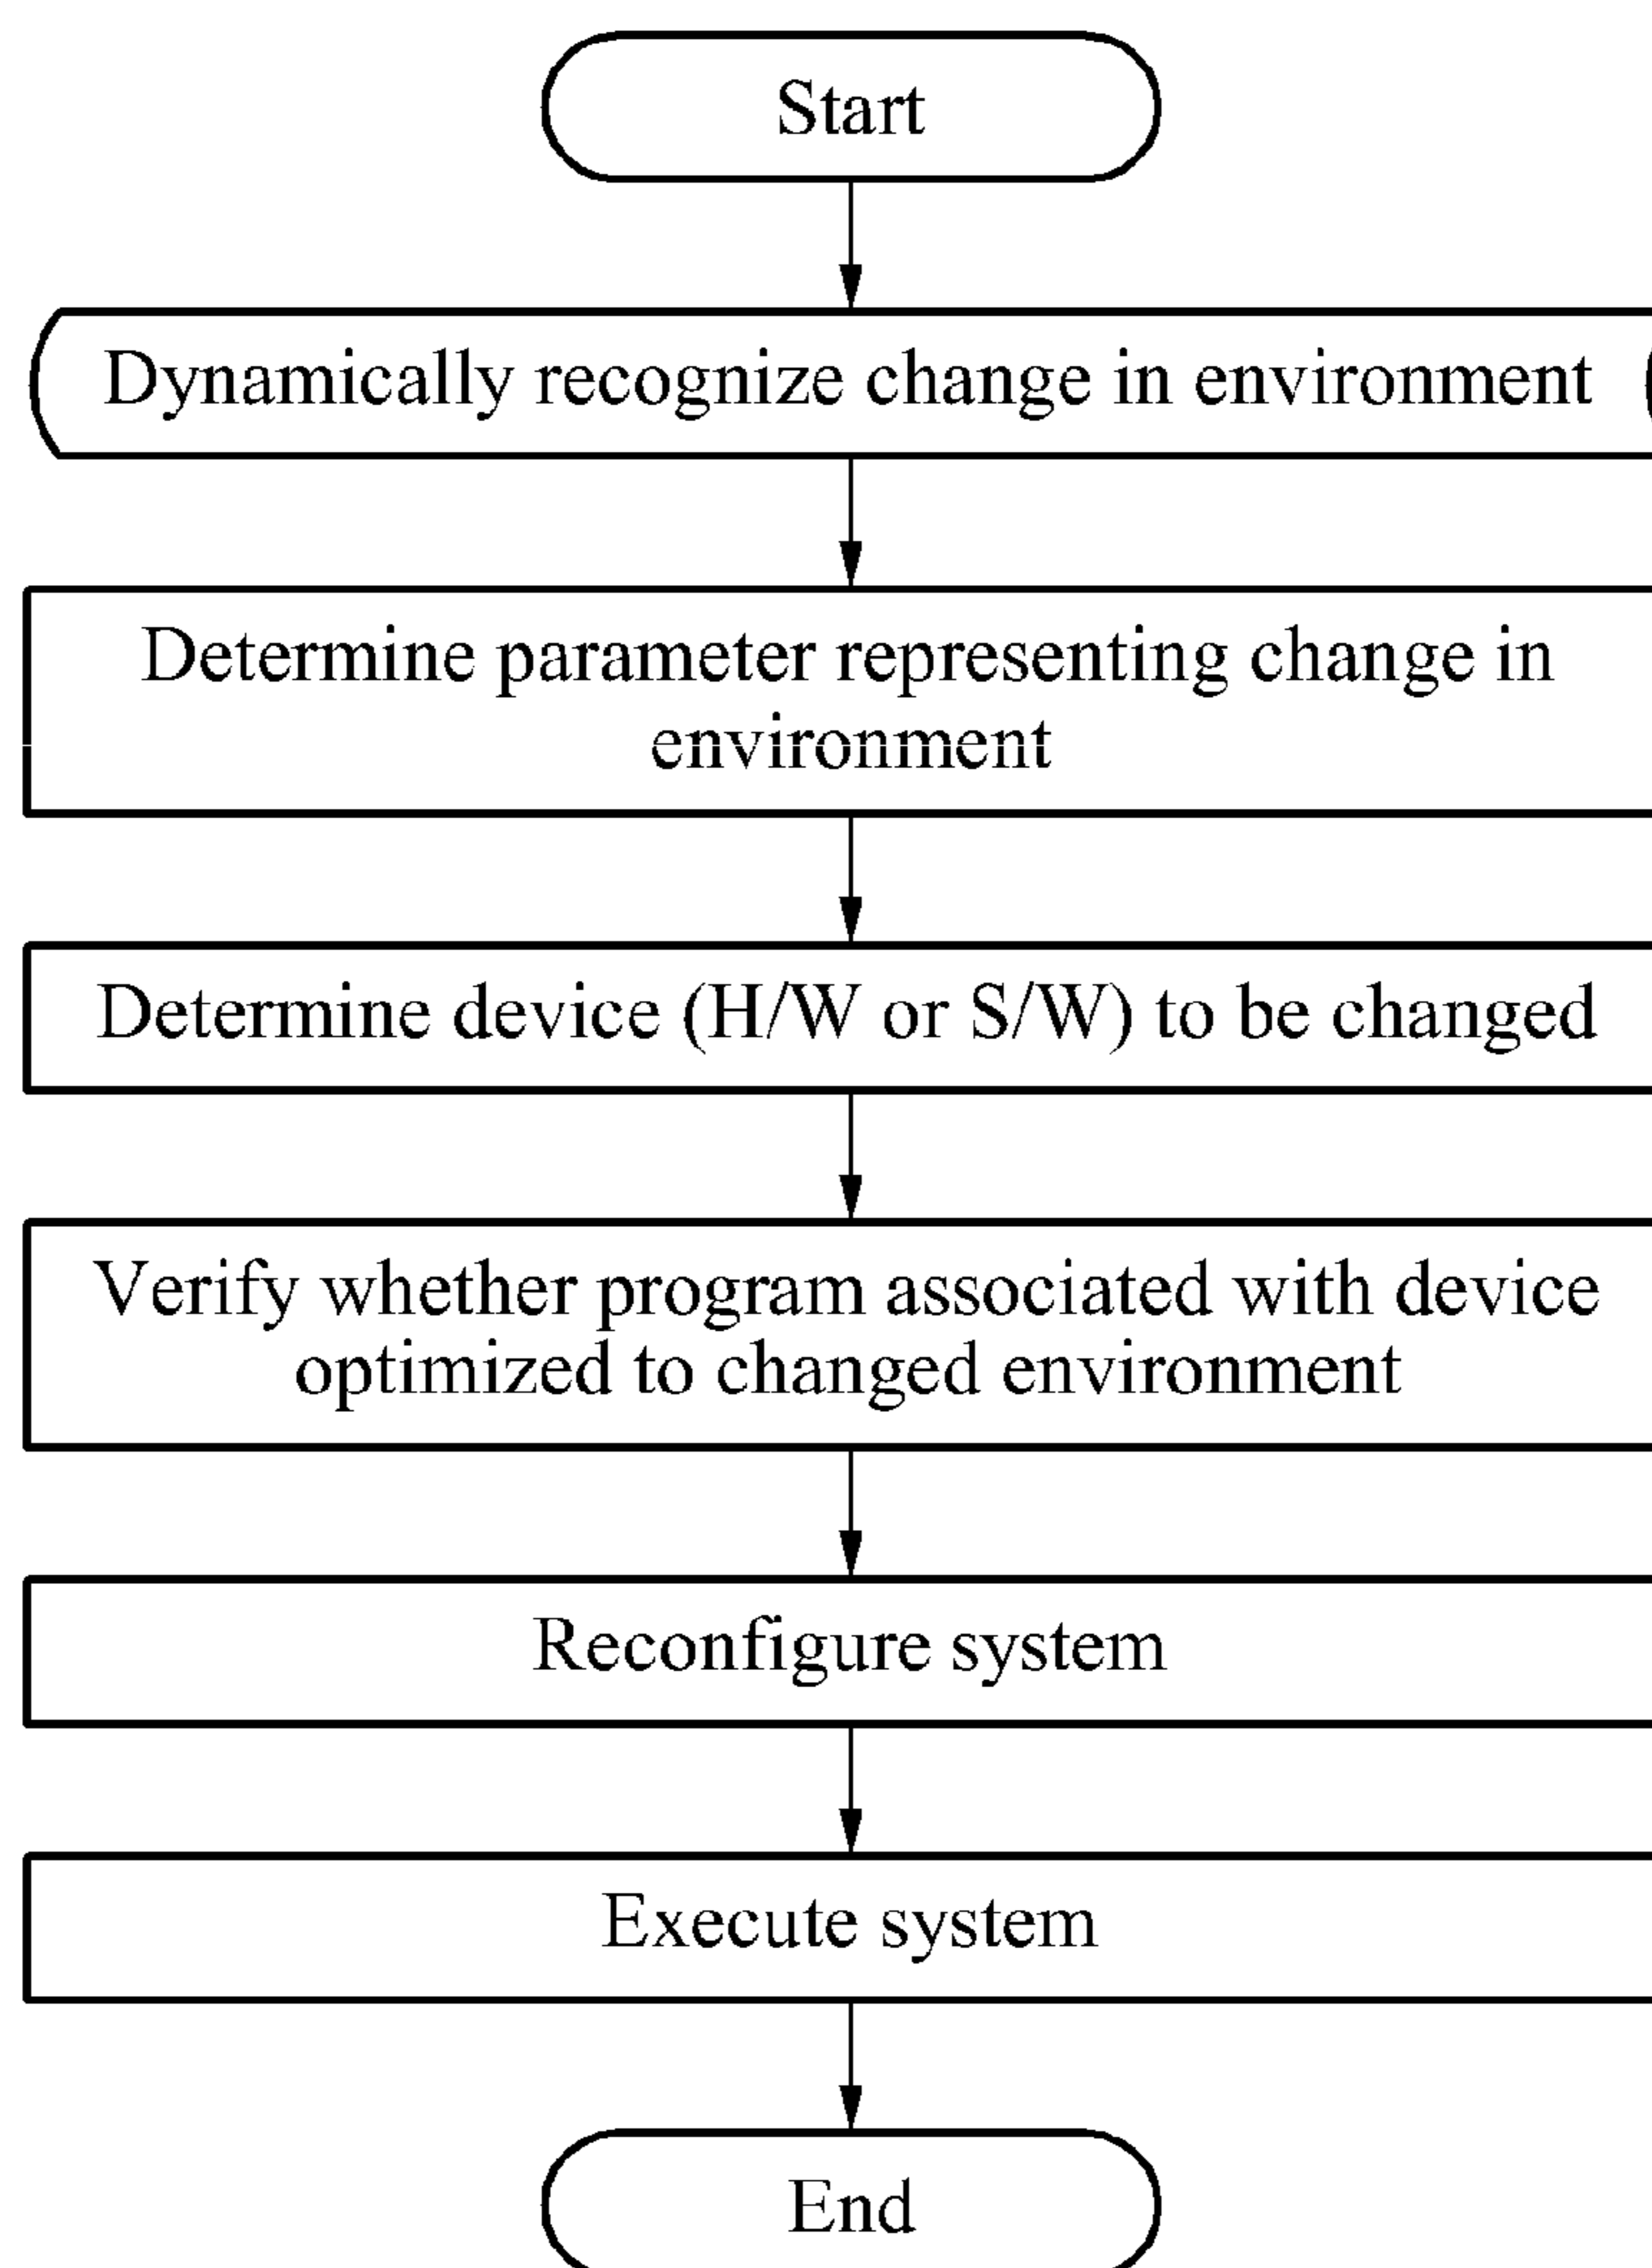 Start
Dynamically recognize change in environment
Determine parameter representing change in
environment
Determine device (H/W or S/W) to be changed
Verify whether program associated with device
optimized to changed environment
Reconfigure system
Execute system
End